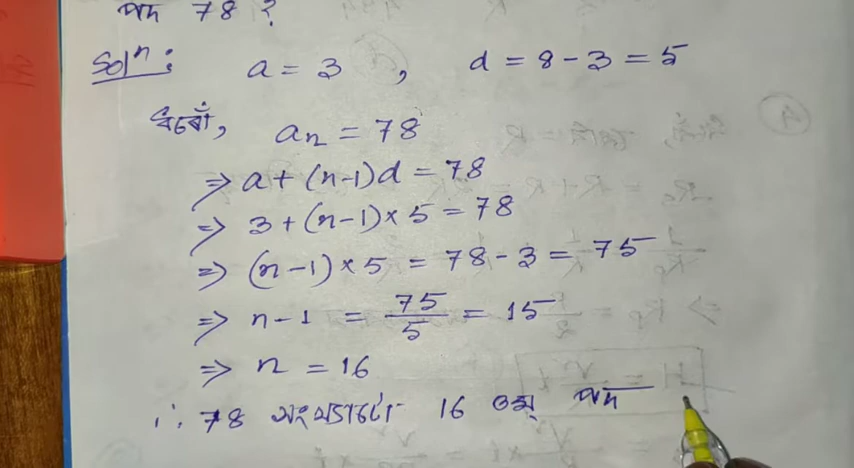 পদ 78 ?
Solⁿ: a = 3 , d = 8 - 3 = 5
ধৰোঁ, aₙ = 78
⇒ a + (n-1)d = 78
⇒ 3 + (n-1) × 5 = 78
⇒ (n-1) × 5 = 78 - 3 = 75
⇒ n-1 = 75/5 = 15
⇒ n = 16
∴ 78 সংখ্যাটো 16 তম পদ